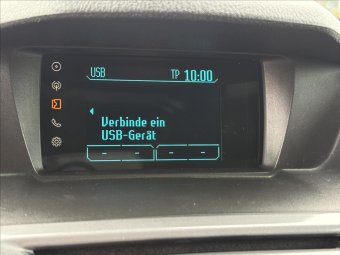 USB TP 10:00
Verbinde ein
USB-Gerät
-- -- -- --